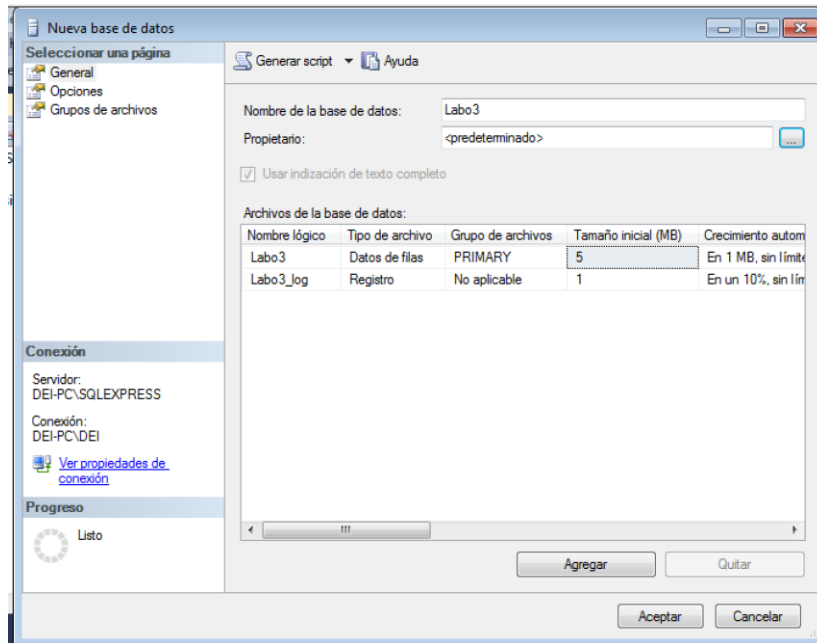 Nueva base de datos
Seleccionar una página
General
Opciones
Grupos de archivos
Generar script
Ayuda
Nombre de la base de datos: Labo3
Propietario: <predeterminado> ...
Usar indización de texto completo
Archivos de la base de datos:
Nombre lógico Tipo de archivo Grupo de archivos Tamaño inicial (MB) Crecimiento autom
Labo3 Datos de filas PRIMARY 5 En 1 MB, sin límite
Labo3_log Registro No aplicable 1 En un 10%, sin lím
Conexión
Servidor:
DEI-PC\SQLEXPRESS
Conexión:
DEI-PC\DEI
Ver propiedades de
conexión
Progreso
Listo
Agregar Quitar
Aceptar Cancelar